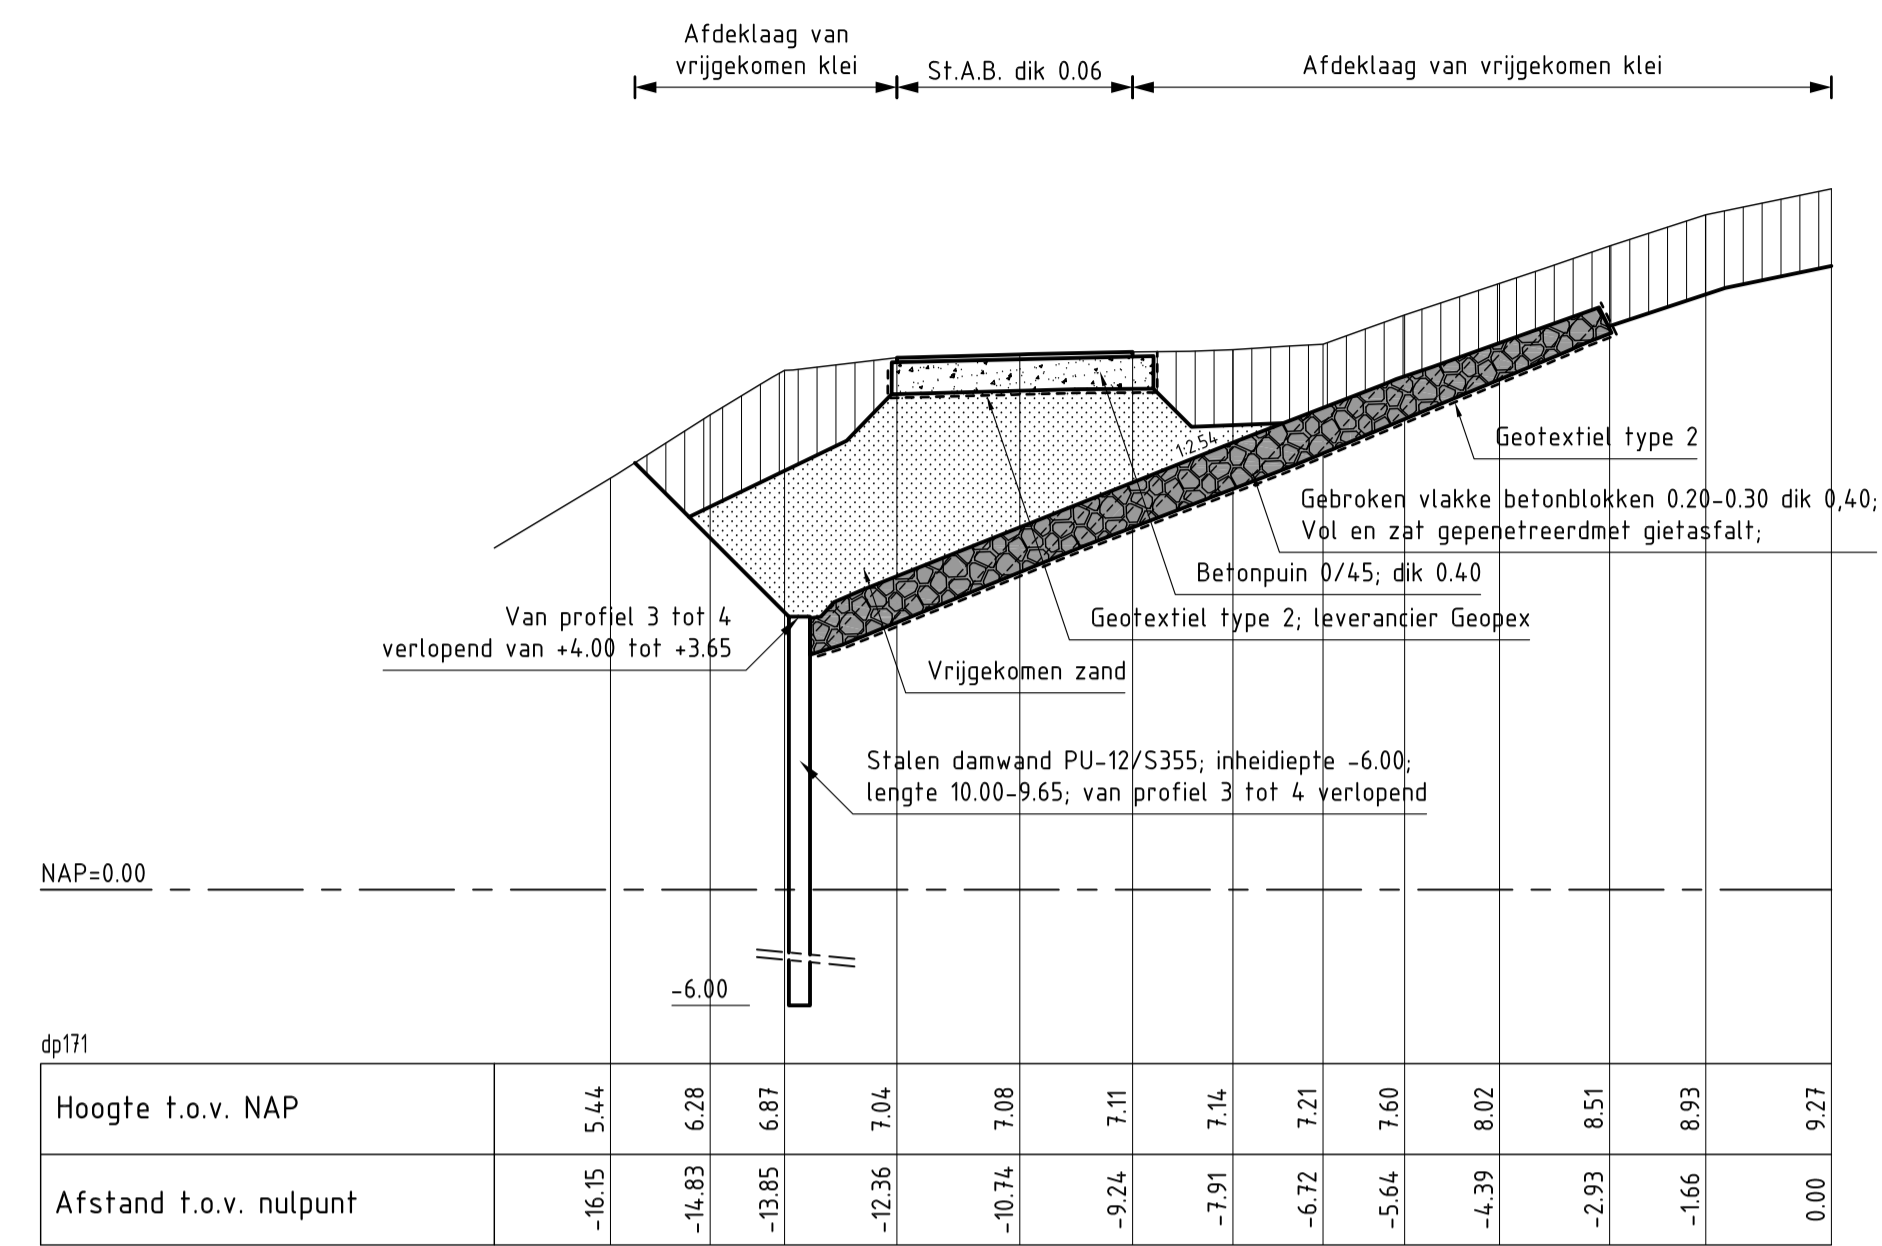 Afdeklaag van
vrijgekomen klei
St.A.B. dik 0.06
Afdeklaag van vrijgekomen klei
1:2.54
Geotextiel type 2
Gebroken vlakke betonblokken 0.20-0.30 dik 0,40;
Vol en zat gepenetreerdmet gietasfalt;
Betonpuin 0/45; dik 0.40
Geotextiel type 2; leverancier Geopex
Van profiel 3 tot 4
verlopend van +4.00 tot +3.65
Vrijgekomen zand
Stalen damwand PU-12/S355; inheidiepte -6.00;
lengte 10.00-9.65; van profiel 3 tot 4 verlopend
NAP=0.00
-6.00
dp171
Hoogte t.o.v. NAP 5.44 6.28 6.87 7.04 7.08 7.11 7.14 7.21 7.60 8.02 8.51 8.93 9.27
Afstand t.o.v. nulpunt -16.15 -14.83 -13.85 -12.36 -10.74 -9.24 -7.91 -6.72 -5.64 -4.39 -2.93 -1.66 0.00